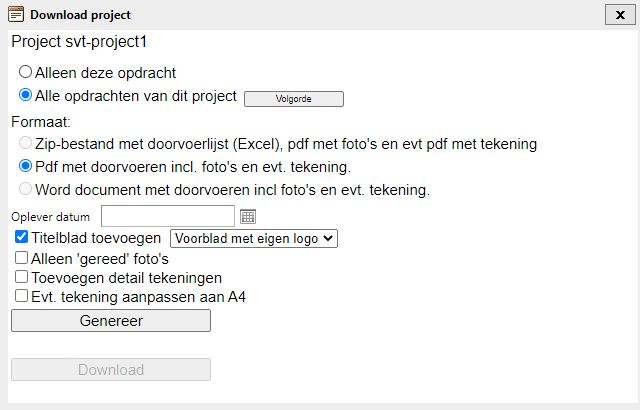 Download project
x
Project svt-project1
Alleen deze opdracht
Alle opdrachten van dit project Volgorde
Formaat:
Zip-bestand met doorvoerlijst (Excel), pdf met foto's en evt pdf met tekening
Pdf met doorvoeren incl. foto's en evt. tekening.
Word document met doorvoeren incl foto's en evt. tekening.
Oplever datum
Titelblad toevoegen Voorblad met eigen logo
Alleen 'gereed' foto's
Toevoegen detail tekeningen
Evt. tekening aanpassen aan A4
Genereer
Download